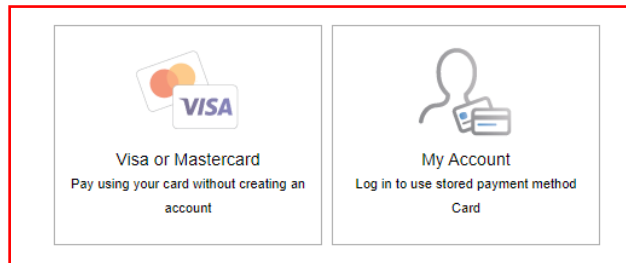 VISA
Visa or Mastercard
Pay using your card without creating an
account
My Account
Log in to use stored payment method
Card